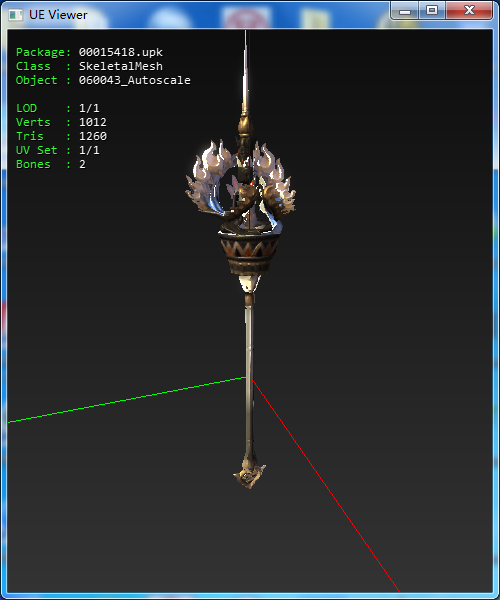 UE Viewer
Package: 00015418.upk
Class : SkeletalMesh
Object : 060043_Autoscale
LOD : 1/1
Verts : 1012
Tris : 1260
UV Set : 1/1
Bones : 2